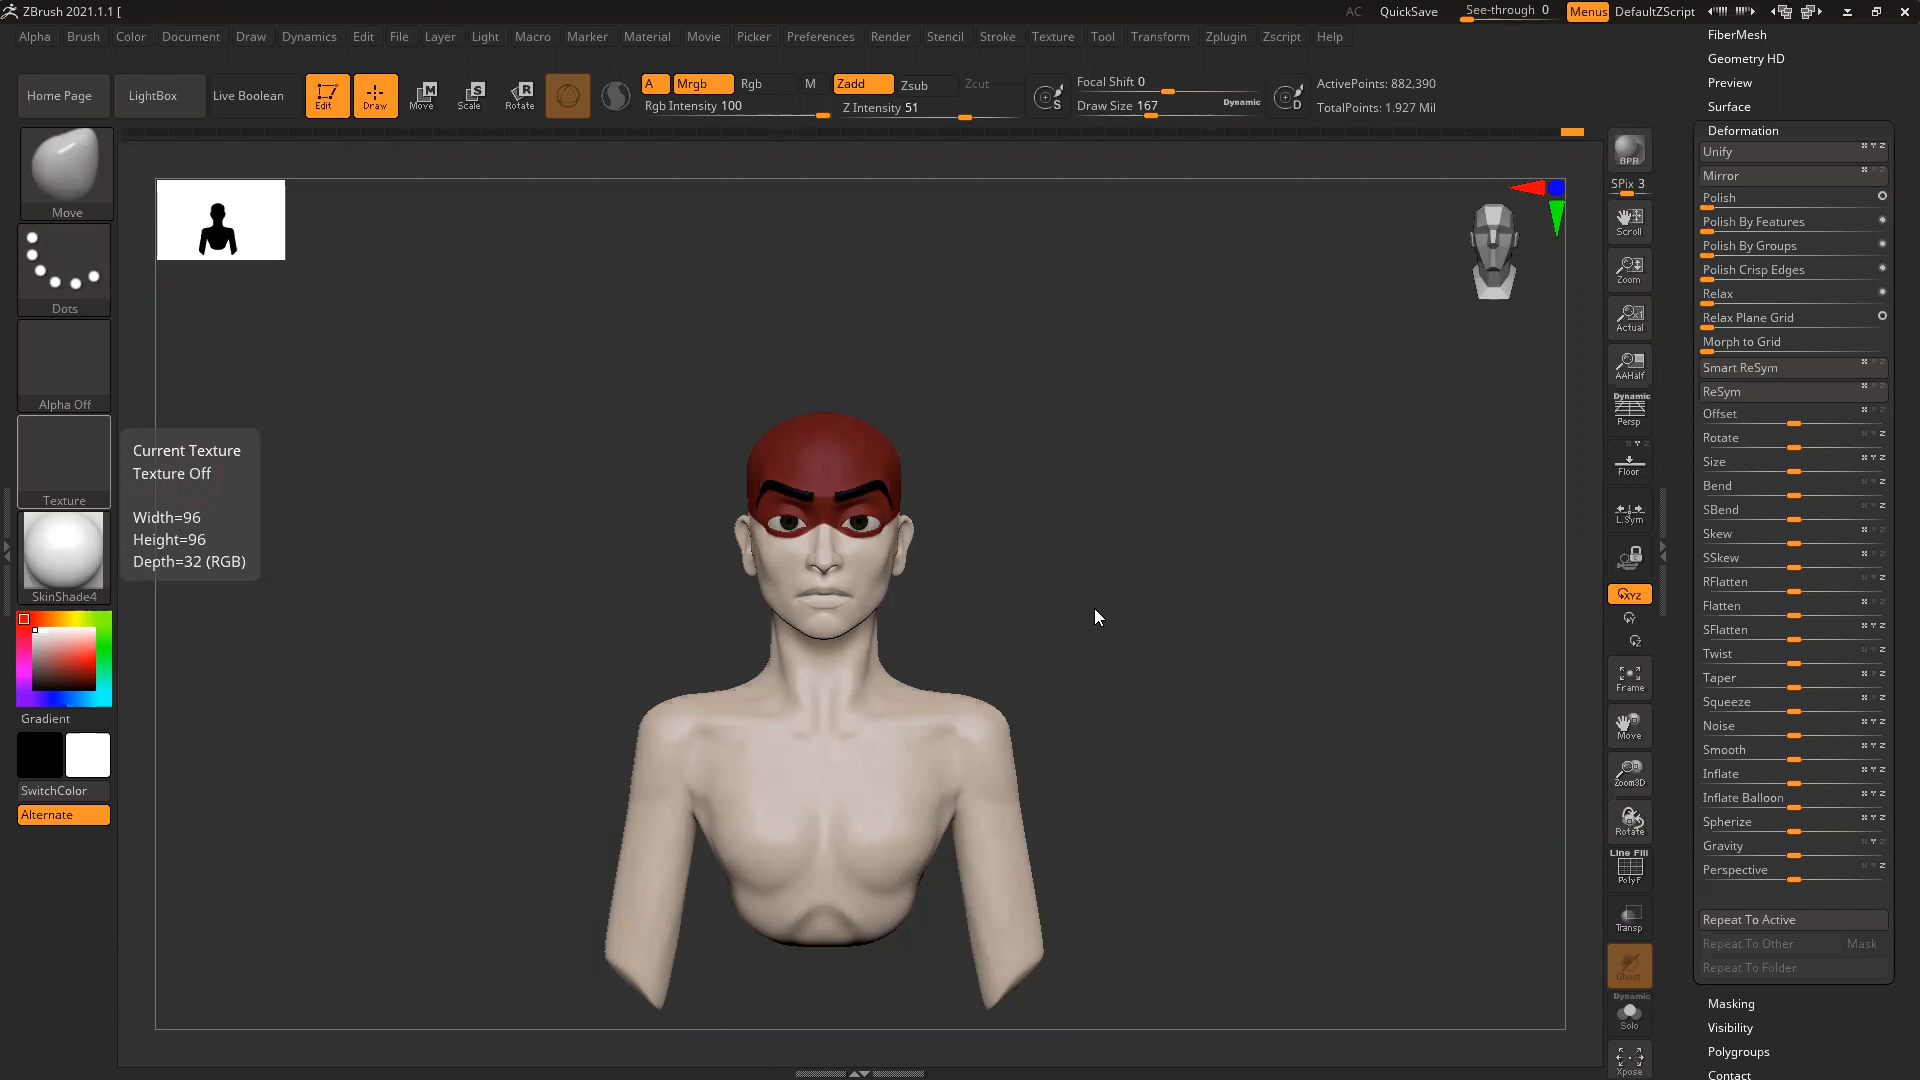 ZBrush 2021.1.1 [
AC QuickSave See-through 0 Menus DefaultZScript
Alpha Brush Color Document Draw Dynamics Edit File Layer Light Macro Marker Material Movie Picker Preferences Render Stencil Stroke Texture Tool Transform Zplugin Zscript Help
Home Page LightBox Live Boolean Edit Draw Move Scale Rotate
A Mrgb Rgb M Zadd Zsub Zcut
Rgb Intensity 100 Z Intensity 51
Focal Shift 0
Draw Size 167 Dynamic
ActivePoints: 882,390
TotalPoints: 1.927 Mil
Move
Dots
Alpha Off
Texture
SkinShade4
Gradient
SwitchColor
Alternate
Current Texture
Texture Off
Width=96
Height=96
Depth=32 (RGB)
BPR
SPix 3
Scroll
Zoom
Actual
AAHalf
Dynamic
Persp
Floor
L.Sym
XYZ
Frame
Move
Zoom3D
Rotate
Line Fill
PolyF
Transp
Ghost
Dynamic
Solo
Xpose
FiberMesh
Geometry HD
Preview
Surface
Deformation
Unify
Mirror
Polish
Polish By Features
Polish By Groups
Polish Crisp Edges
Relax
Relax Plane Grid
Morph to Grid
Smart ReSym
ReSym
Offset
Rotate
Size
Bend
SBend
Skew
SSkew
RFlatten
Flatten
SFlatten
Twist
Taper
Squeeze
Noise
Smooth
Inflate
Inflate Balloon
Spherize
Gravity
Perspective
Repeat To Active
Repeat To Other Mask
Repeat To Folder
Masking
Visibility
Polygroups
Contact